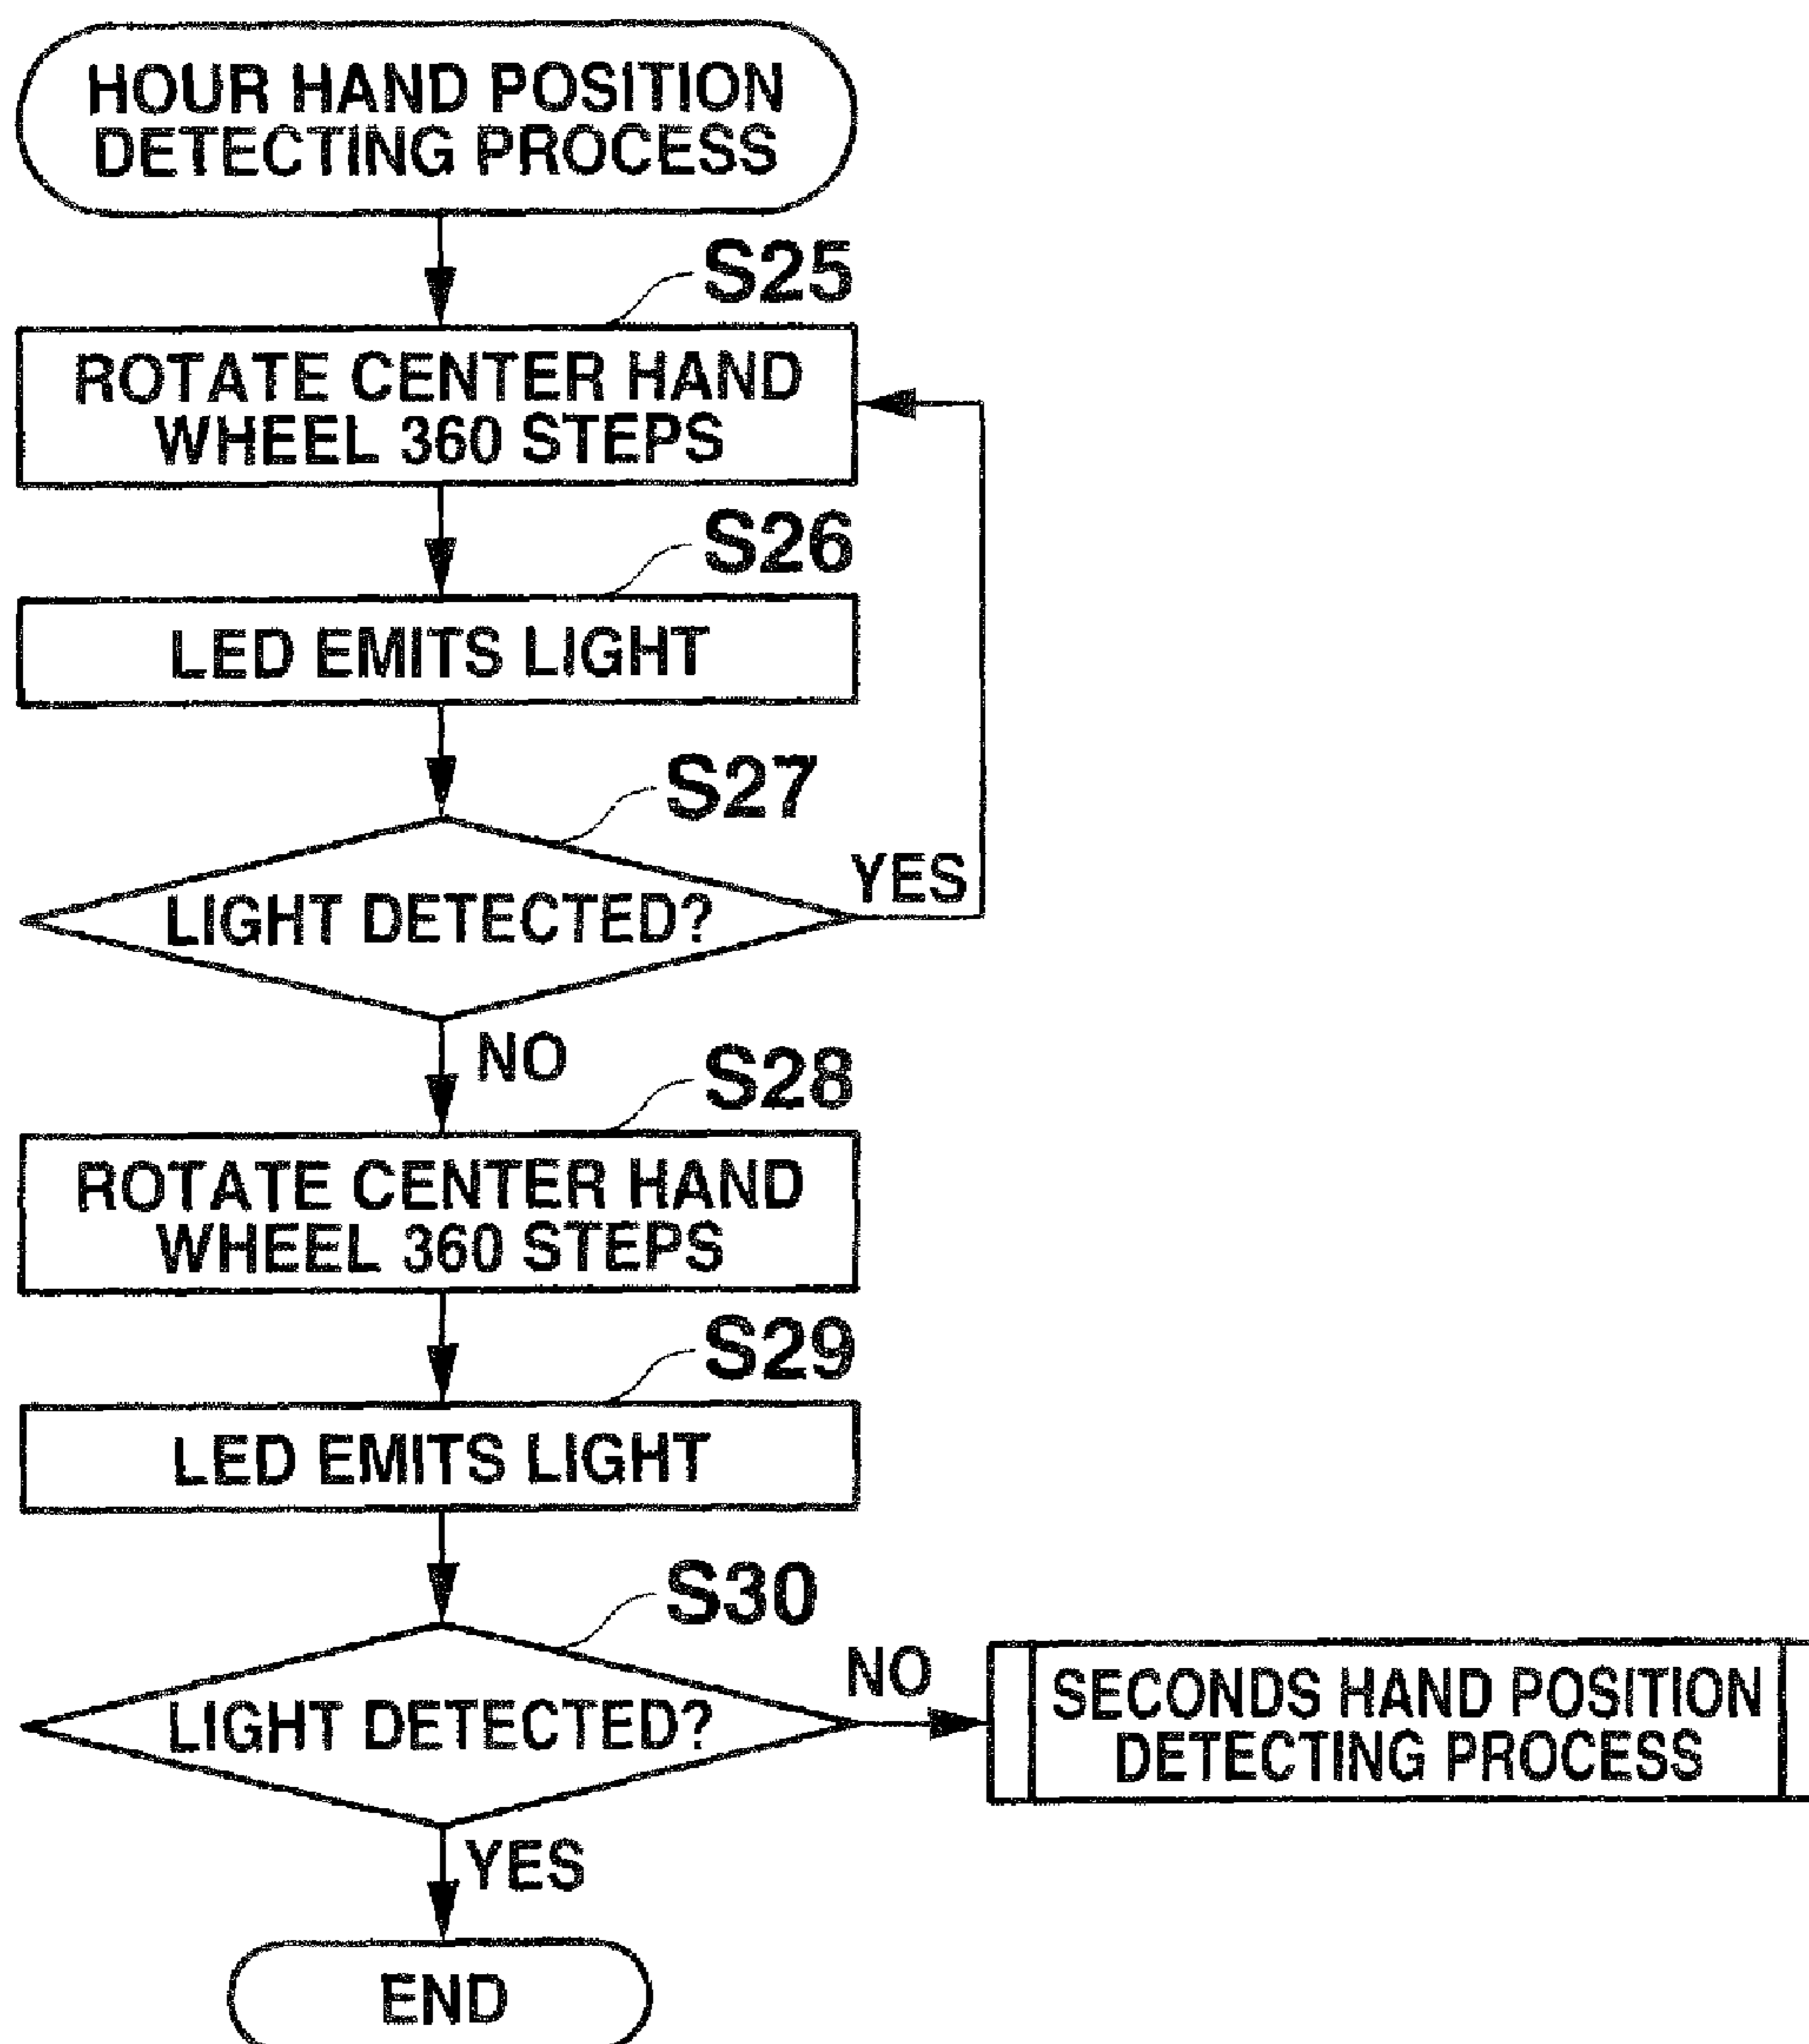 HOUR HAND POSITION
DETECTING PROCESS
S25
ROTATE CENTER HAND
WHEEL 360 STEPS
S26
LED EMITS LIGHT
S27
LIGHT DETECTED?
YES
NO
S28
ROTATE CENTER HAND
WHEEL 360 STEPS
S29
LED EMITS LIGHT
S30
LIGHT DETECTED?
NO
SECONDS HAND POSITION
DETECTING PROCESS
YES
END